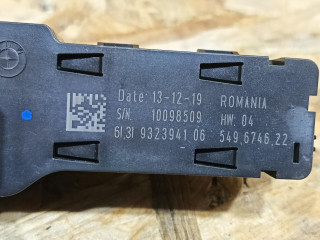 Date: 13-12-19 ROMANIA
S/N: 10098509 HW: 04
61.31 9323941 06 549.6746.22